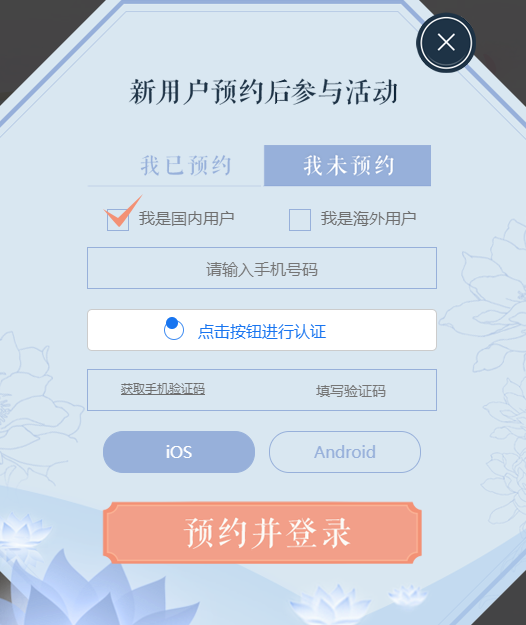 新用户预约后参与活动
我已预约 我未预约
我是国内用户 我是海外用户
请输入手机号码
点击按钮进行认证
获取手机验证码 填写验证码
iOS Android
预约并登录